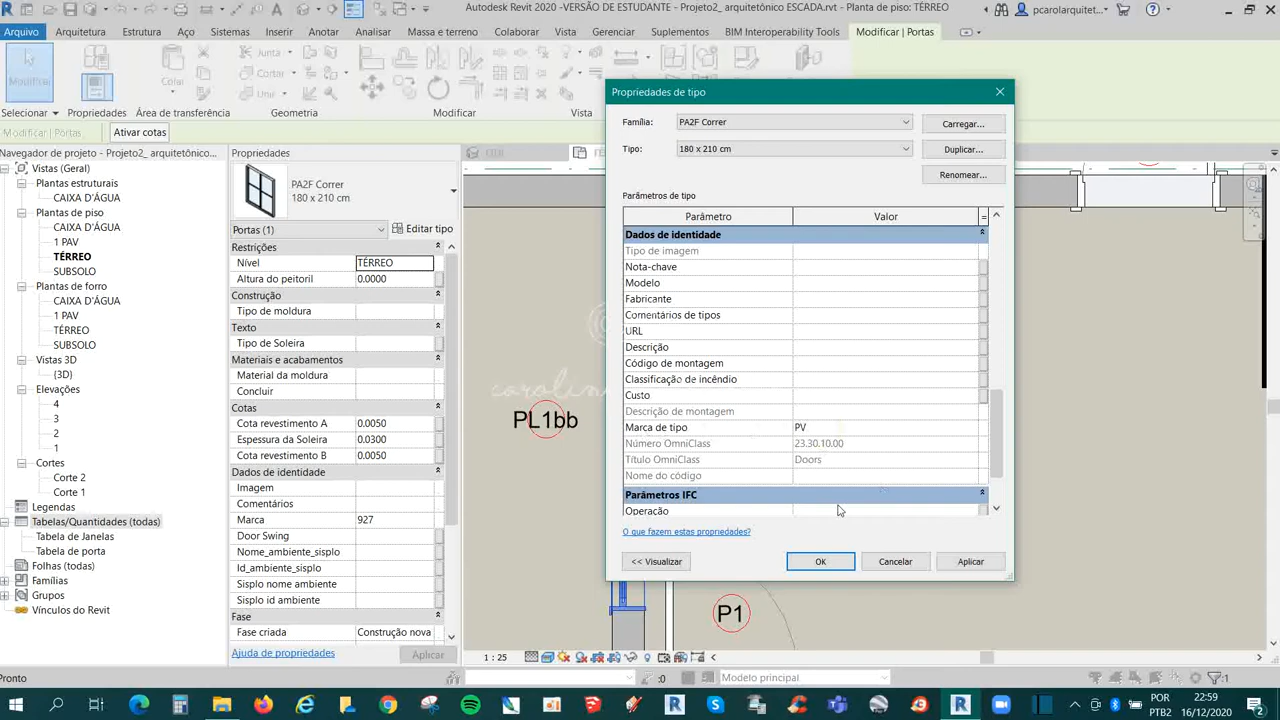 Autodesk Revit 2020 -VERSÃO DE ESTUDANTE - Projeto2_ arquitetônico ESCADA.rvt - Planta de piso: TÉRREO
pcarolarquitet...
Arquivo Arquitetura Estrutura Aço Sistemas Inserir Anotar Analisar Massa e terreno Colaborar Vista Gerenciar Suplementos BIM Interoperability Tools Modificar | Portas
Modificar Colar Junta Cortar Unir
Selecionar Propriedades Área de transferência Geometria Modificar Vista
Modificar | Portas Ativar cotas
Navegador de projeto - Projeto2_ arquitetônico...
Vistas (Geral)
Plantas estruturais
CAIXA D'ÁGUA
Plantas de piso
CAIXA D'ÁGUA
1 PAV
TÉRREO
SUBSOLO
Plantas de forro
CAIXA D'ÁGUA
1 PAV
TÉRREO
SUBSOLO
Vistas 3D
{3D}
Elevações
4
3
2
1
Cortes
Corte 2
Corte 1
Legendas
Tabelas/Quantidades (todas)
Tabela de Janelas
Tabela de porta
Folhas (todas)
Famílias
Grupos
Vínculos do Revit
Propriedades
PA2F Correr
180 x 210 cm
Portas (1) Editar tipo
Restrições
Nível TÉRREO
Altura do peitoril 0.0000
Construção
Tipo de moldura
Texto
Tipo de Soleira
Materiais e acabamentos
Material da moldura
Concluir
Cotas
Cota revestimento A 0.0050
Espessura da Soleira 0.0300
Cota revestimento B 0.0050
Dados de identidade
Imagem
Comentários
Marca 927
Door Swing
Nome_ambiente_sisplo
Id_ambiente_sisplo
Sisplo nome ambiente
Sisplo id ambiente
Fase
Fase criada Construção nova
Ajuda de propriedades Aplicar
PL1bb
P1
Propriedades de tipo
Família: PA2F Correr Carregar...
Tipo: 180 x 210 cm Duplicar...
Renomear...
Parâmetros de tipo
Parâmetro Valor =
Dados de identidade
Tipo de imagem
Nota-chave
Modelo
Fabricante
Comentários de tipos
URL
Descrição
Código de montagem
Classificação de incêndio
Custo
Descrição de montagem
Marca de tipo PV
Número OmniClass 23.30.10.00
Título OmniClass Doors
Nome do código
Parâmetros IFC
Operação
O que fazem estas propriedades?
<< Visualizar OK Cancelar Aplicar
1 : 25
Pronto :0 Modelo principal :1
POR
PTB2
22:59
16/12/2020